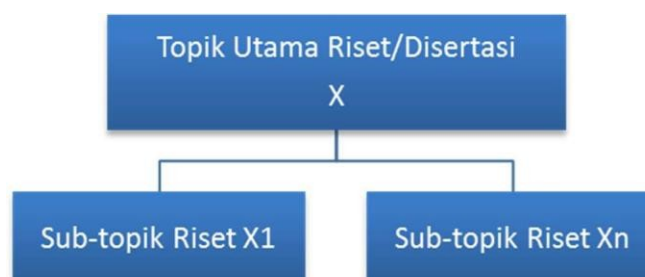 Topik Utama Riset/Disertasi
X
Sub-topik Riset X1
Sub-topik Riset Xn